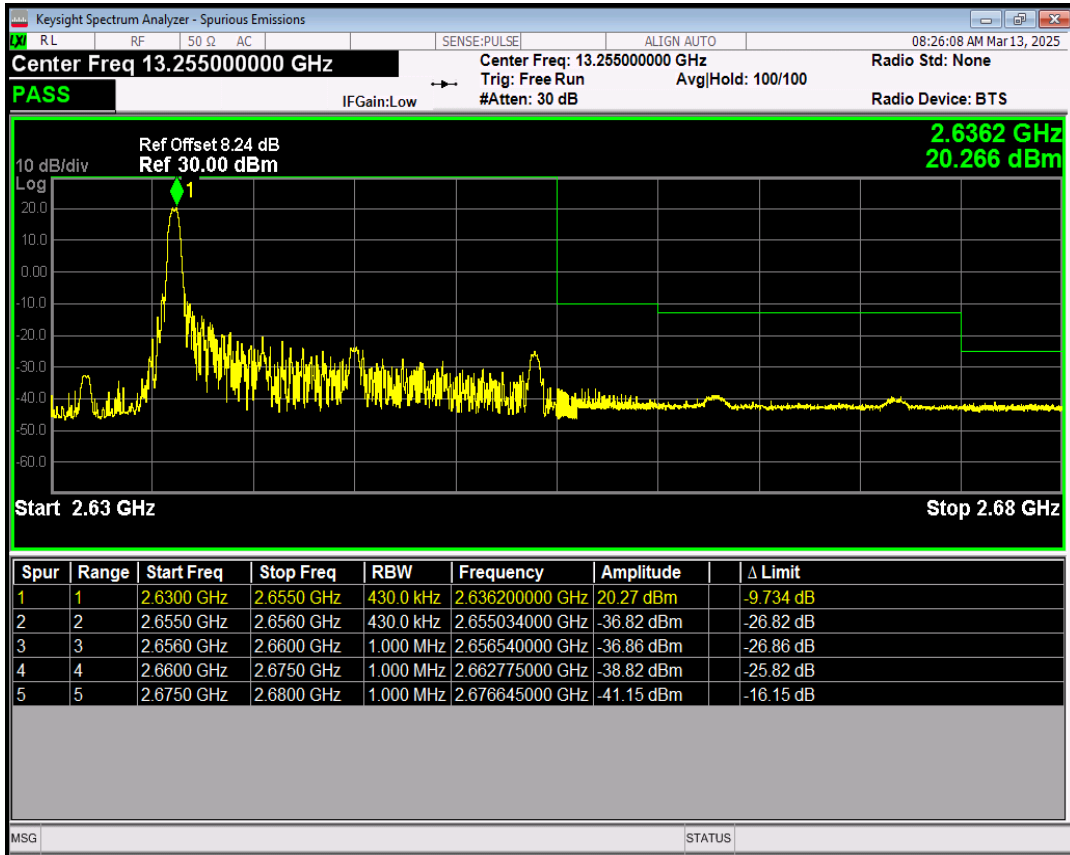 Keysight Spectrum Analyzer - Spurious Emissions
LXI RL RF 50 Ω AC SENSE:PULSE ALIGN AUTO 08:26:08 AM Mar 13, 2025
Center Freq 13.255000000 GHz Center Freq: 13.255000000 GHz Radio Std: None
Trig: Free Run Avg|Hold: 100/100
PASS IFGain:Low #Atten: 30 dB Radio Device: BTS
2.6362 GHz
Ref Offset 8.24 dB
10 dB/div Ref 30.00 dBm 20.266 dBm
Log
1
20.0
10.0
0.00
-10.0
-20.0
-30.0
-40.0
-50.0
-60.0
Start 2.63 GHz Stop 2.68 GHz
Spur Range Start Freq Stop Freq RBW Frequency Amplitude Δ Limit
1 1 2.6300 GHz 2.6550 GHz 430.0 kHz 2.636200000 GHz 20.27 dBm -9.734 dB
2 2 2.6550 GHz 2.6560 GHz 430.0 kHz 2.655034000 GHz -36.82 dBm -26.82 dB
3 3 2.6560 GHz 2.6600 GHz 1.000 MHz 2.656540000 GHz -36.86 dBm -26.86 dB
4 4 2.6600 GHz 2.6750 GHz 1.000 MHz 2.662775000 GHz -38.82 dBm -25.82 dB
5 5 2.6750 GHz 2.6800 GHz 1.000 MHz 2.676645000 GHz -41.15 dBm -16.15 dB
MSG STATUS